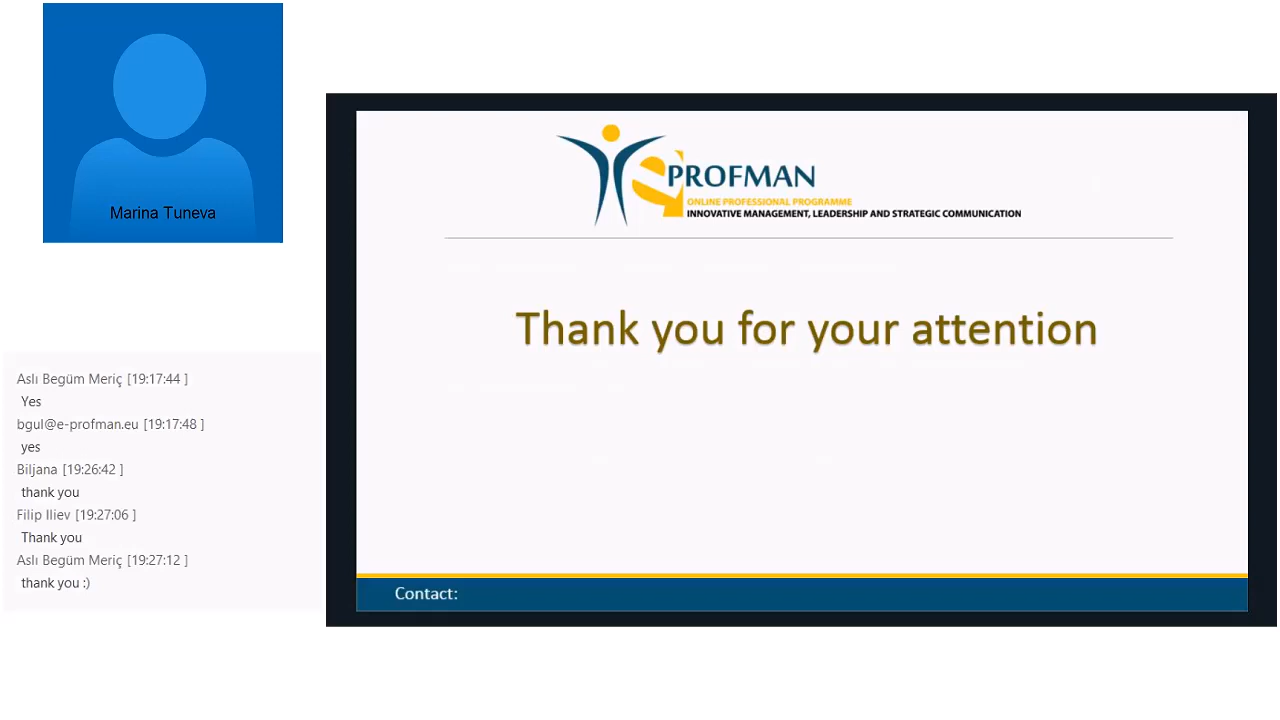 Marina Tuneva
Aslı Begüm Meriç [19:17:44 ]
Yes
bgul@e-profman.eu [19:17:48 ]
yes
Biljana [19:26:42 ]
thank you
Filip Iliev [19:27:06 ]
Thank you
Aslı Begüm Meriç [19:27:12 ]
thank you :)
ePROFMAN
ONLINE PROFESSIONAL PROGRAMME
INNOVATIVE MANAGEMENT, LEADERSHIP AND STRATEGIC COMMUNICATION
Thank you for your attention
Contact: